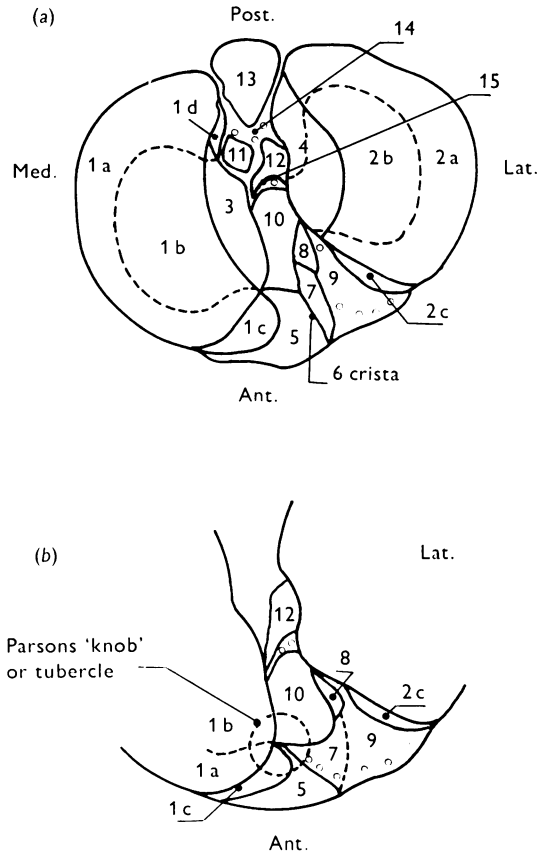 (a)
Post.
14
13
15
1 d
4
1 a
11
12
2 b
2 a
Med.
Lat.
3
10
1 b
8
9
7
2 c
1 c
5
6 crista
Ant.
(b)
Lat.
12
Parsons ‘knob’
or tubercle
8
10
2 c
1 b
7
9
1 a
5
1 c
Ant.